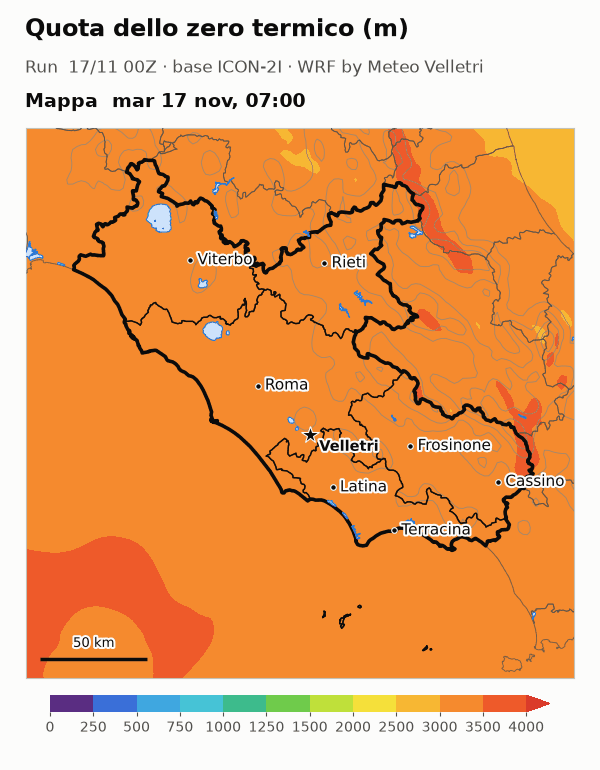 Quota dello zero termico (m)
Run  17/11 00Z · base ICON-2I · WRF by Meteo Velletri
Mappa  mar 17 nov, 07:00
Viterbo
Rieti
Roma
Velletri
Frosinone
Cassino
Latina
Terracina
50 km
0 250 500 750 1000 1250 1500 2000 2500 3000 3500 4000